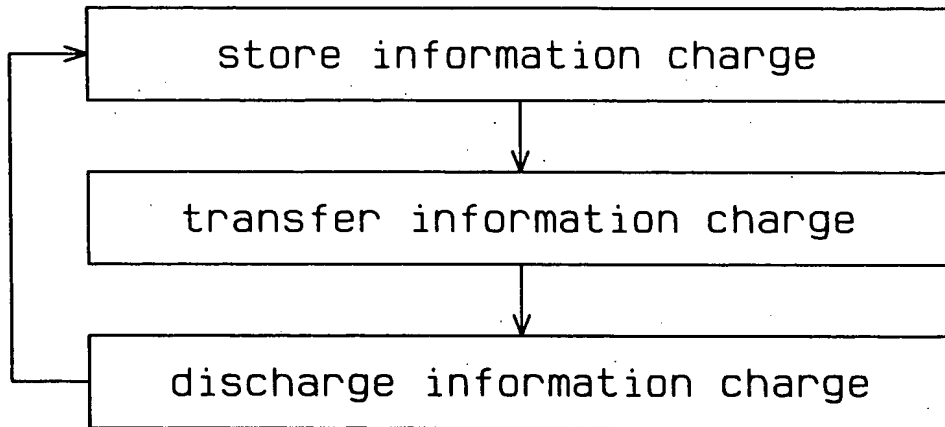 store information charge
transfer information charge
discharge information charge